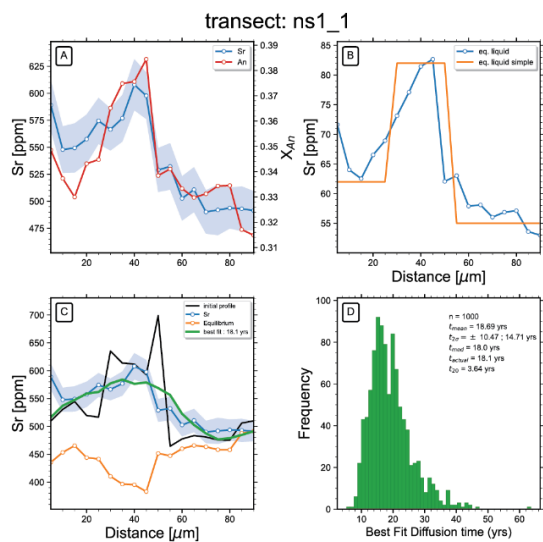 transect: ns1_1
A
Sr
An
Sr [ppm]
625
600
575
550
525
500
475
20
40
60
80
0.39
0.38
0.37
0.36
0.35
0.34
0.33
0.32
0.31
X_An
B
eq. liquid
eq. liquid simple
Sr [ppm]
85
80
75
70
65
60
55
20
40
60
80
Distance [μm]
C
initial profile
Sr
Equilibrium
best fit : 18.1 yrs
Sr [ppm]
700
650
600
550
500
450
400
20
40
60
80
Distance [μm]
D
n = 1000
t_mean = 18.69 yrs
= ± 10.47 ; 14.71 yrs
= 18.0 yrs
t_actual = 18.1 yrs
= 3.64 yrs
Frequency
100
80
60
40
20
0
0
10
20
30
40
50
60
Best Fit Diffusion time (yrs)